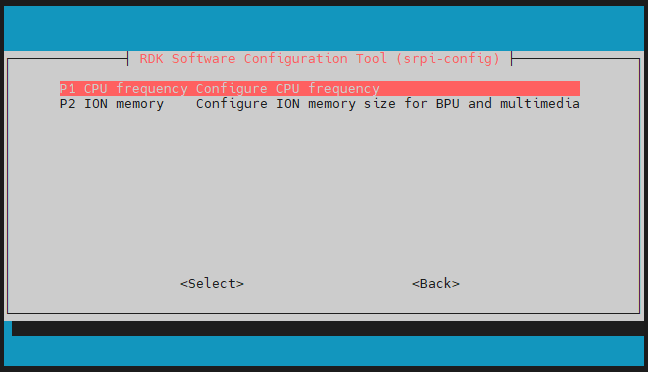 RDK Software Configuration Tool (srpi-config)
P1 CPU frequency Configure CPU frequency
P2 ION memory    Configure ION memory size for BPU and multimedia
<Select> <Back>